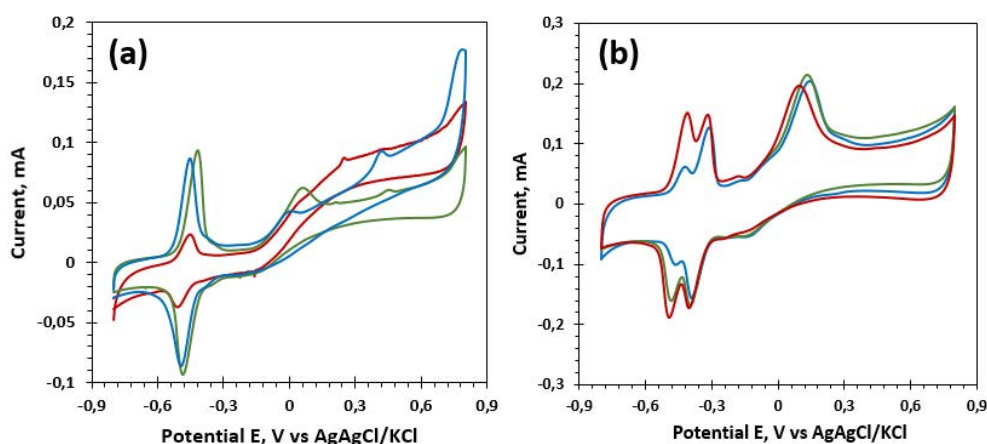 (a)
0,2
0,15
0,1
0,05
0
-0,05
-0,1
Current, mA
-0,9 -0,6 -0,3 0 0,3 0,6 0,9
Potential E, V vs AgAgCl/KCl
(b)
0,3
0,2
0,1
0
-0,1
-0,2
-0,3
Current, mA
-0,9 -0,6 -0,3 0 0,3 0,6 0,9
Potential E, V vs AgAgCl/KCl